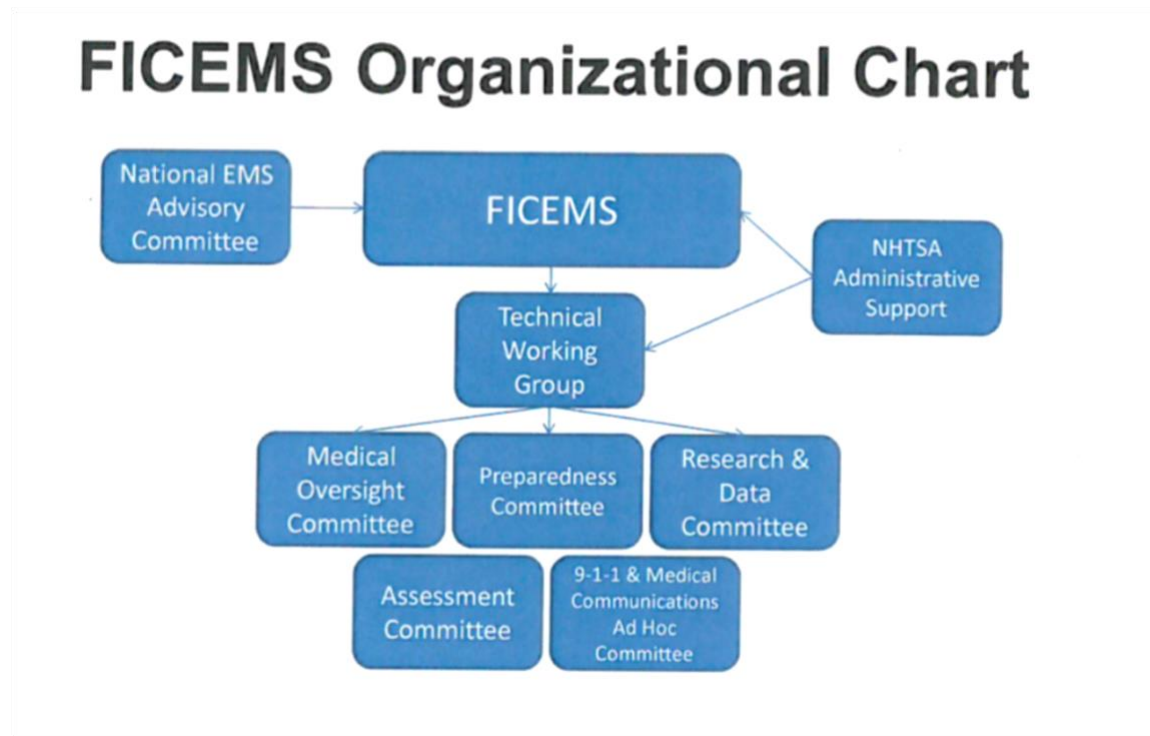 FICEMS Organizational Chart
National EMS
Advisory
Committee
FICEMS
NHTSA
Administrative
Support
Technical
Working
Group
Medical
Oversight
Committee
Preparedness
Committee
Research &
Data
Committee
Assessment
Committee
9-1-1 & Medical
Communications
Ad Hoc
Committee